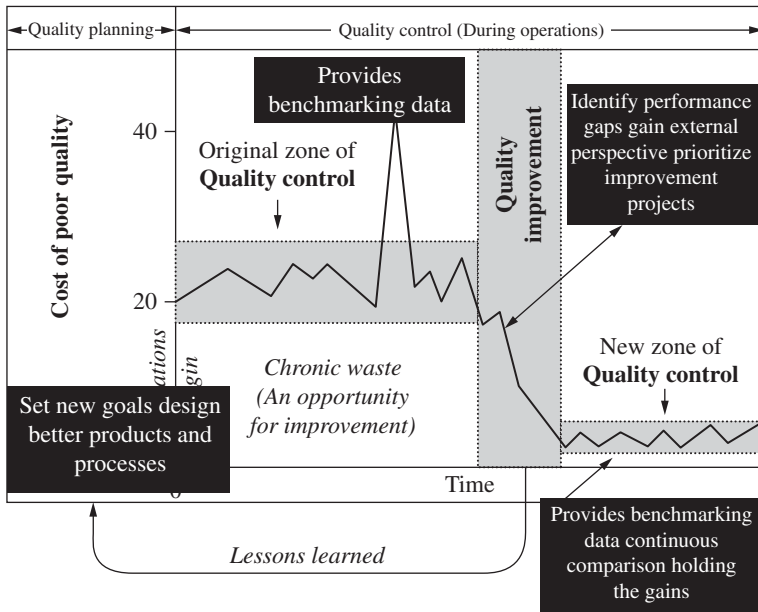 Quality planning
Quality control (During operations)
Cost of poor quality
40
20
Provides
benchmarking data
Original zone of
Quality control
Quality
improvement
Identify performance
gaps gain external
perspective prioritize
improvement
projects
Chronic waste
(An opportunity
for improvement)
New zone of
Quality control
Set new goals design
better products and
processes
Time
Lessons learned
Provides benchmarking
data continuous
comparison holding
the gains